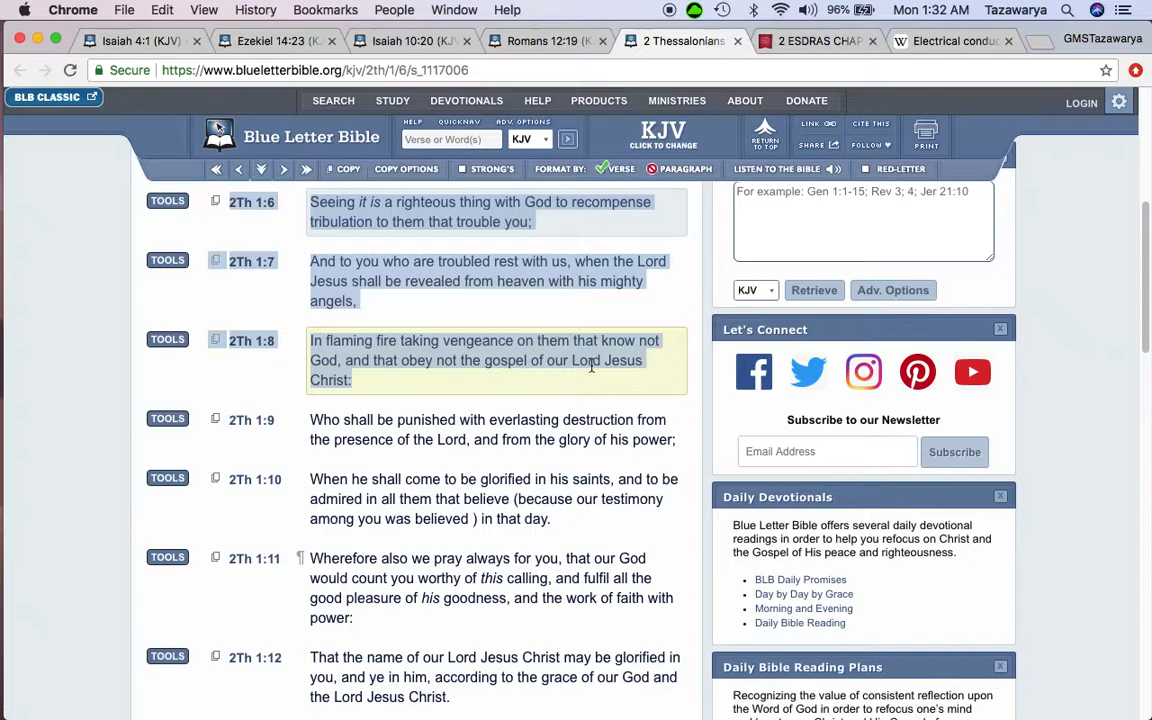 Chrome File Edit View History Bookmarks People Window Help 96% Mon 1:32 AM Tazawarya
Isaiah 4:1 (KJV) Ezekiel 14:23 (K Isaiah 10:20 (KJV Romans 12:19 (K 2 Thessalonians 2 ESDRAS CHAP Electrical conduc GMSTazawarya
Secure https://www.blueletterbible.org/kjv/2th/1/6/s_1117006
BLB CLASSIC SEARCH STUDY DEVOTIONALS HELP PRODUCTS MINISTRIES ABOUT DONATE LOGIN
HELP QUICKNAV ADV. OPTIONS
Blue Letter Bible Verse or Word(s) KJV
KJV
CLICK TO CHANGE
RETURN
TO TOP
LINK CITE THIS
SHARE FOLLOW
PRINT
COPY COPY OPTIONS STRONG'S FORMAT BY: VERSE PARAGRAPH LISTEN TO THE BIBLE RED-LETTER
TOOLS 2Th 1:6 Seeing it is a righteous thing with God to recompense
tribulation to them that trouble you;
TOOLS 2Th 1:7 And to you who are troubled rest with us, when the Lord
Jesus shall be revealed from heaven with his mighty
angels,
TOOLS 2Th 1:8 In flaming fire taking vengeance on them that know not
God, and that obey not the gospel of our Lord Jesus
Christ:
TOOLS 2Th 1:9 Who shall be punished with everlasting destruction from
the presence of the Lord, and from the glory of his power;
TOOLS 2Th 1:10 When he shall come to be glorified in his saints, and to be
admired in all them that believe (because our testimony
among you was believed ) in that day.
TOOLS 2Th 1:11 ¶ Wherefore also we pray always for you, that our God
would count you worthy of this calling, and fulfil all the
good pleasure of his goodness, and the work of faith with
power:
TOOLS 2Th 1:12 That the name of our Lord Jesus Christ may be glorified in
you, and ye in him, according to the grace of our God and
the Lord Jesus Christ.
For example: Gen 1:1-15; Rev 3; 4; Jer 21:10
KJV Retrieve Adv. Options
Let's Connect
Subscribe to our Newsletter
Email Address Subscribe
Daily Devotionals
Blue Letter Bible offers several daily devotional
readings in order to help you refocus on Christ and
the Gospel of His peace and righteousness.
BLB Daily Promises
Day by Day by Grace
Morning and Evening
Daily Bible Reading
Daily Bible Reading Plans
Recognizing the value of consistent reflection upon
the Word of God in order to refocus one's mind